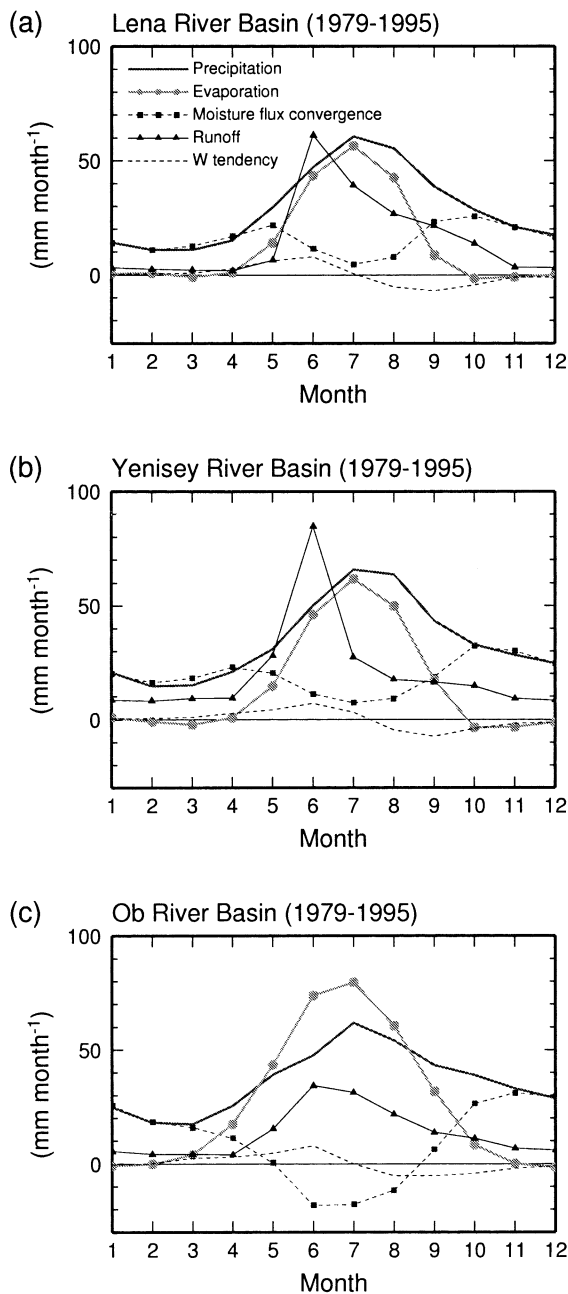 (a) Lena River Basin (1979-1995)
100
Precipitation
Evaporation
Moisture flux convergence
Runoff
W tendency
50
0
(mm month⁻¹)
1 2 3 4 5 6 7 8 9 10 11 12
Month
(b) Yenisey River Basin (1979-1995)
100
50
0
(mm month⁻¹)
1 2 3 4 5 6 7 8 9 10 11 12
Month
(c) Ob River Basin (1979-1995)
100
50
0
(mm month⁻¹)
1 2 3 4 5 6 7 8 9 10 11 12
Month